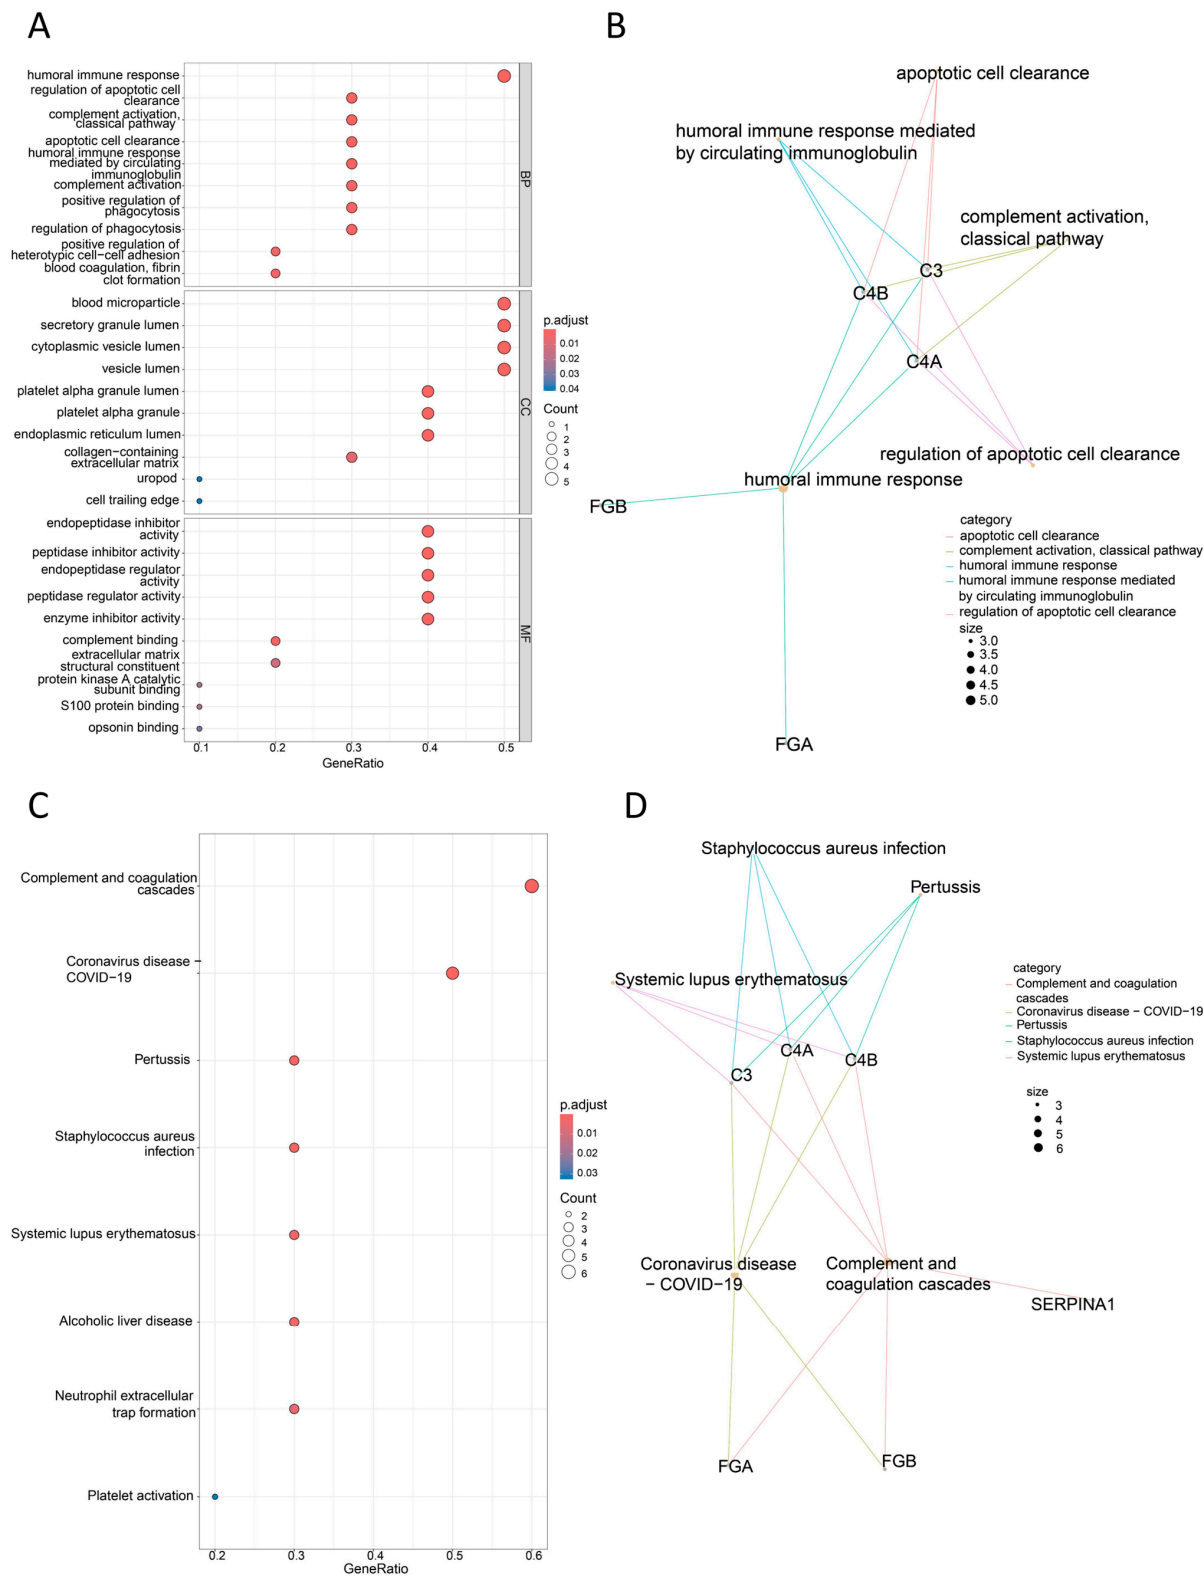 A
humoral immune response
regulation of apoptotic cell
clearance
complement activation,
classical pathway
apoptotic cell clearance
humoral immune response
mediated by circulating
immunoglobulin
complement activation
positive regulation of
phagocytosis
regulation of phagocytosis
positive regulation of
heterotypic cell−cell adhesion
blood coagulation, fibrin
clot formation
BP
blood microparticle
secretory granule lumen
cytoplasmic vesicle lumen
vesicle lumen
platelet alpha granule lumen
platelet alpha granule
endoplasmic reticulum lumen
collagen−containing
extracellular matrix
uropod
cell trailing edge
CC
endopeptidase inhibitor
activity
peptidase inhibitor activity
endopeptidase regulator
activity
peptidase regulator activity
enzyme inhibitor activity
complement binding
extracellular matrix
structural constituent
protein kinase A catalytic
subunit binding
S100 protein binding
opsonin binding
MF
0.1 0.2 0.3 0.4 0.5
GeneRatio
p.adjust
0.01
0.02
0.03
0.04
Count
1
2
3
4
5
B
apoptotic cell clearance
humoral immune response mediated
by circulating immunoglobulin
complement activation,
classical pathway
C3
C4B
C4A
regulation of apoptotic cell clearance
humoral immune response
FGB
FGA
category
apoptotic cell clearance
complement activation, classical pathway
humoral immune response
humoral immune response mediated
by circulating immunoglobulin
regulation of apoptotic cell clearance
size
3.0
3.5
4.0
4.5
5.0
C
Complement and coagulation
cascades
Coronavirus disease −
COVID−19
Pertussis
Staphylococcus aureus
infection
Systemic lupus erythematosus
Alcoholic liver disease
Neutrophil extracellular
trap formation
Platelet activation
0.2 0.3 0.4 0.5 0.6
GeneRatio
p.adjust
0.01
0.02
0.03
Count
2
3
4
5
6
D
Staphylococcus aureus infection
Pertussis
Systemic lupus erythematosus
C4A
C4B
C3
Coronavirus disease
− COVID−19
Complement and
coagulation cascades
SERPINA1
FGA
FGB
category
Complement and coagulation
cascades
Coronavirus disease − COVID−19
Pertussis
Staphylococcus aureus infection
Systemic lupus erythematosus
size
3
4
5
6